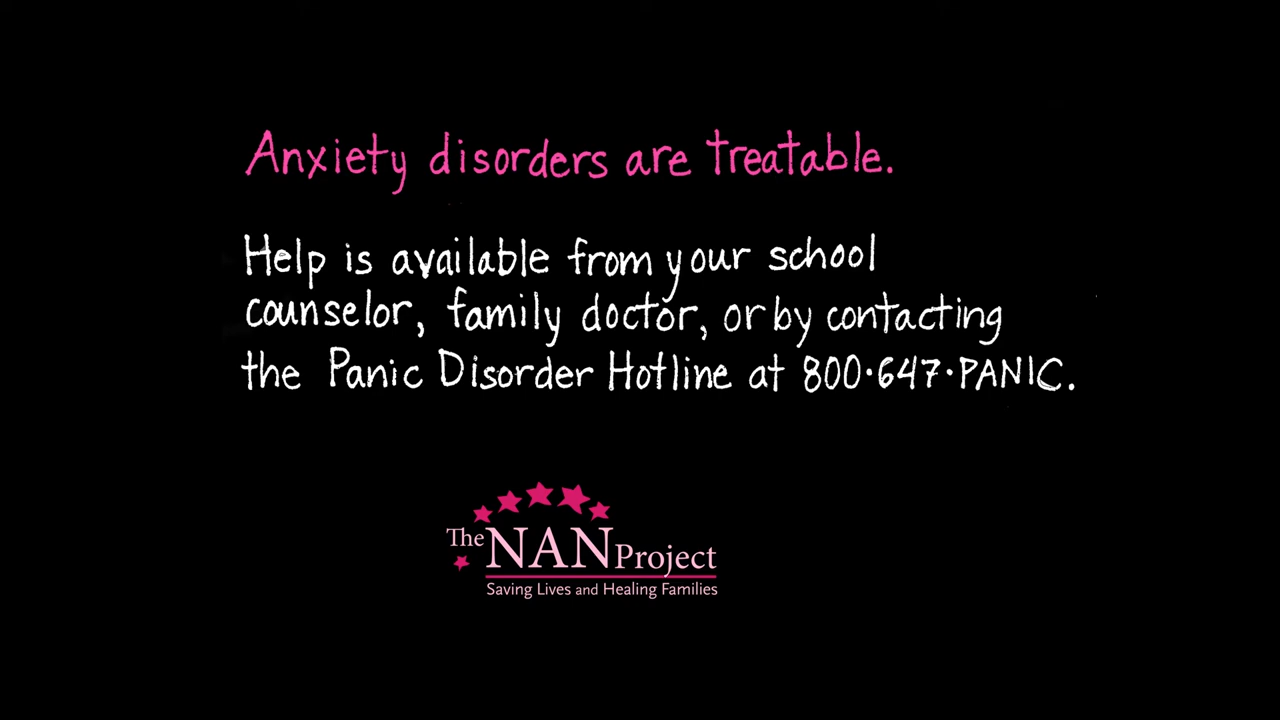 Anxiety disorders are treatable.
Help is available from your school
counselor, family doctor, or by contacting
the Panic Disorder Hotline at 800·647·PANIC.
The NAN Project
Saving Lives and Healing Families